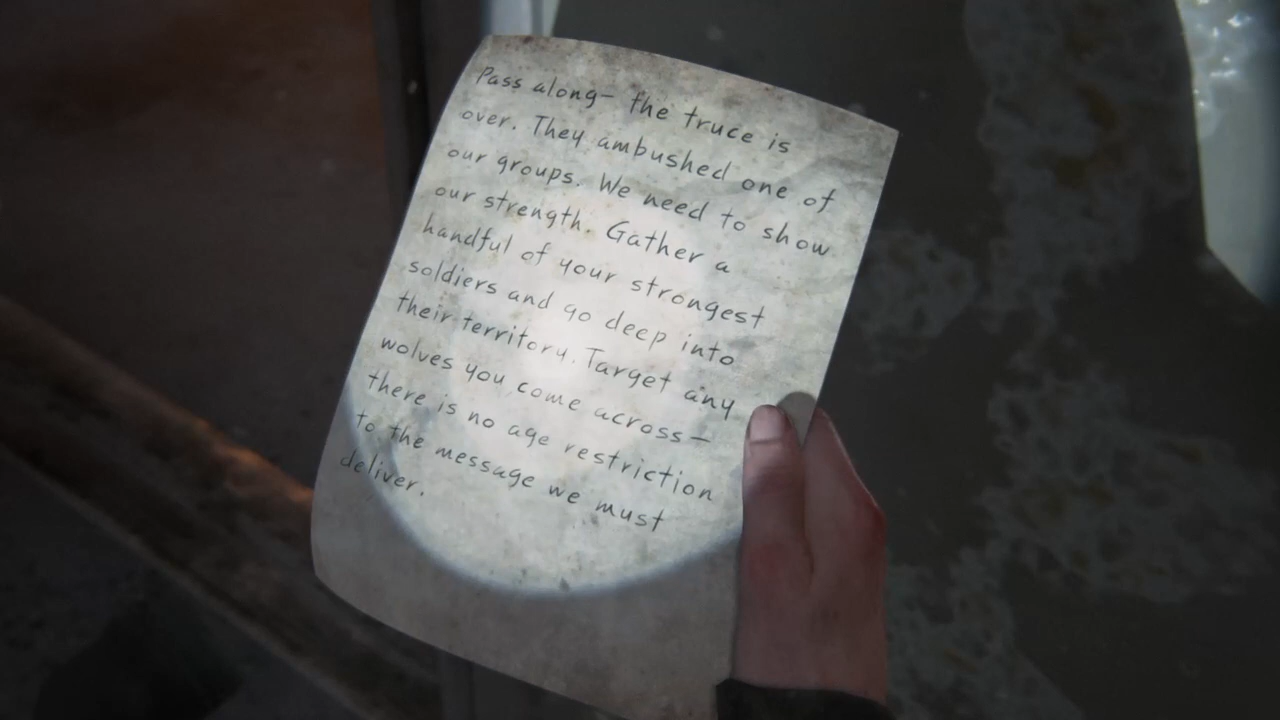 Pass along— the truce is
over. They ambushed one of
our groups. We need to show
our strength. Gather a
handful of your strongest
soldiers and go deep into
their territory. Target any
wolves you come across—
there is no age restriction
to the message we must
deliver.